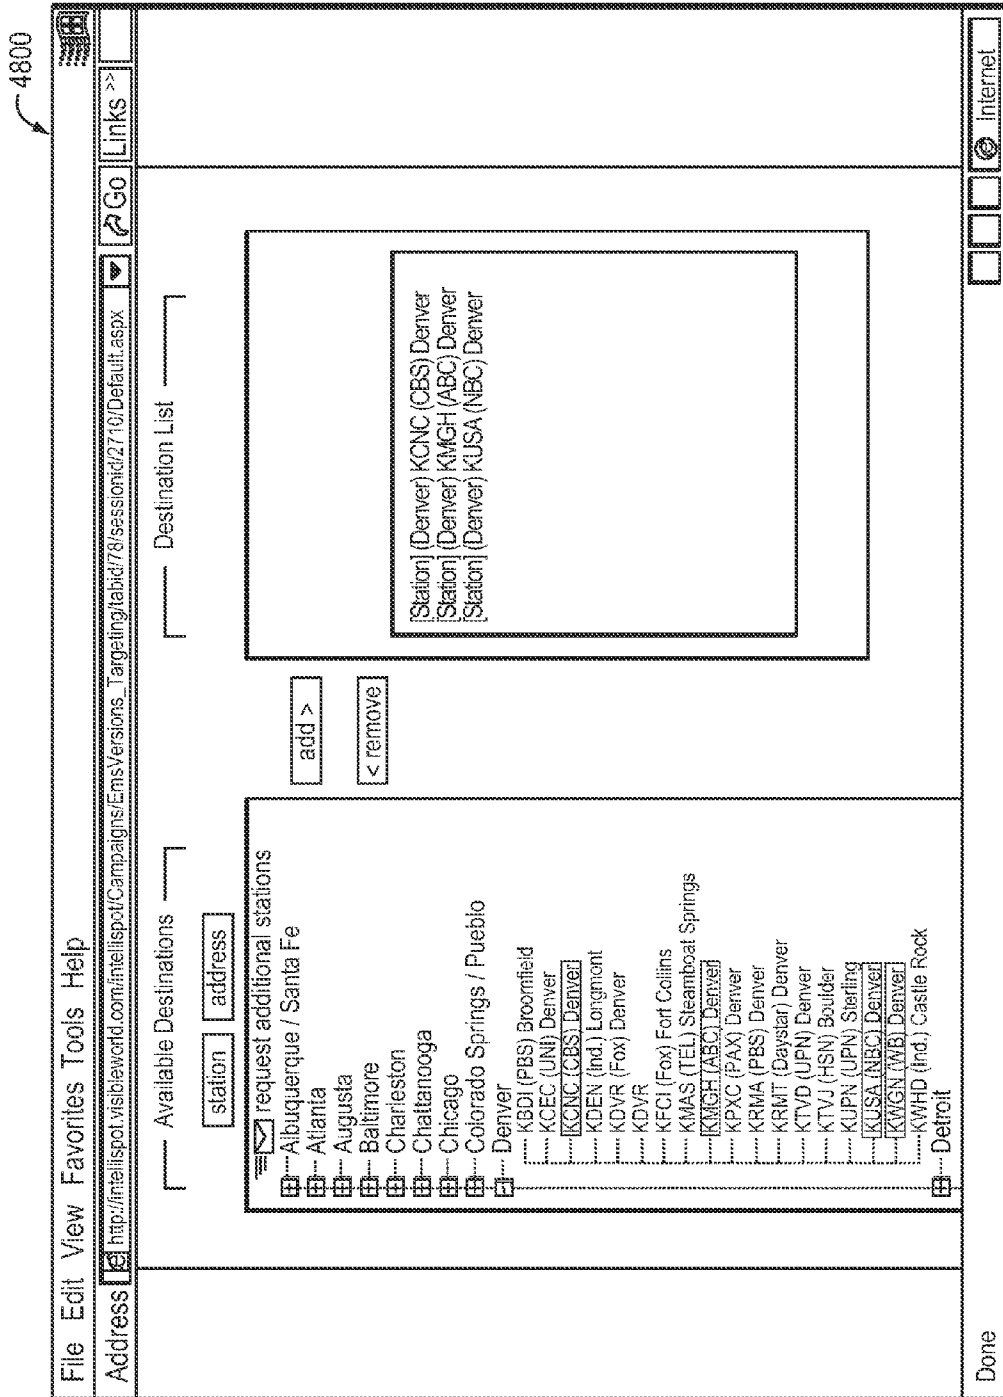 4800
File Edit View Favorites Tools Help
Address http://intellispot.visibleworld.com/intellispot/Campaigns/EmsVersions_Targeting/tabid/78/sessionid/2710/Default.aspx Go Links >>
Available Destinations
station address
request additional stations
Albuquerque / Santa Fe
Atlanta
Augusta
Baltimore
Charleston
Chattanooga
Chicago
Colorado Springs / Pueblo
Denver
KBDI (PBS) Broomfield
KCEC (UNI) Denver
KCNC (CBS) Denver
KDEN (Ind.) Longmont
KDVR (Fox) Denver
KDVR
KFCI (Fox) Fort Collins
KMAS (TEL) Steamboat Springs
KMGH (ABC) Denver
KPXC (PAX) Denver
KRMA (PBS) Denver
KRMT (Daystar) Denver
KTVD (UPN) Denver
KTVJ (HSN) Boulder
KUPN (UPN) Sterling
KUSA (NBC) Denver
KWGN (WB) Denver
KWHD (Ind.) Castle Rock
Detroit
add >
< remove
Destination List
[Station] (Denver) KCNC (CBS) Denver
[Station] (Denver) KMGH (ABC) Denver
[Station] (Denver) KUSA (NBC) Denver
Done
Internet